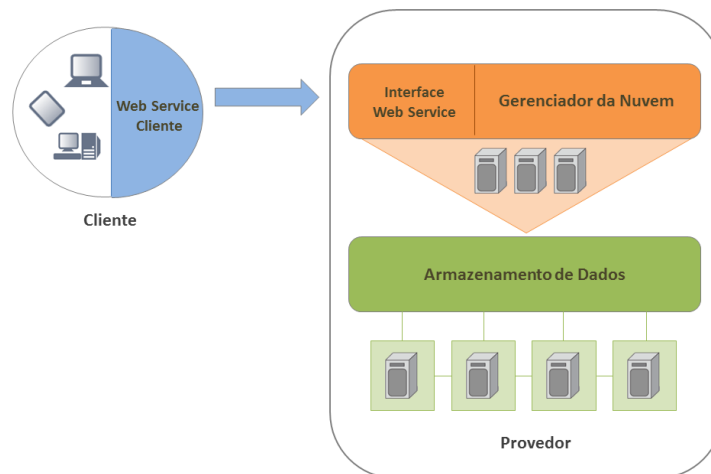 Web Service
Cliente
Cliente
Interface
Web Service
Gerenciador da Nuvem
Armazenamento de Dados
Provedor